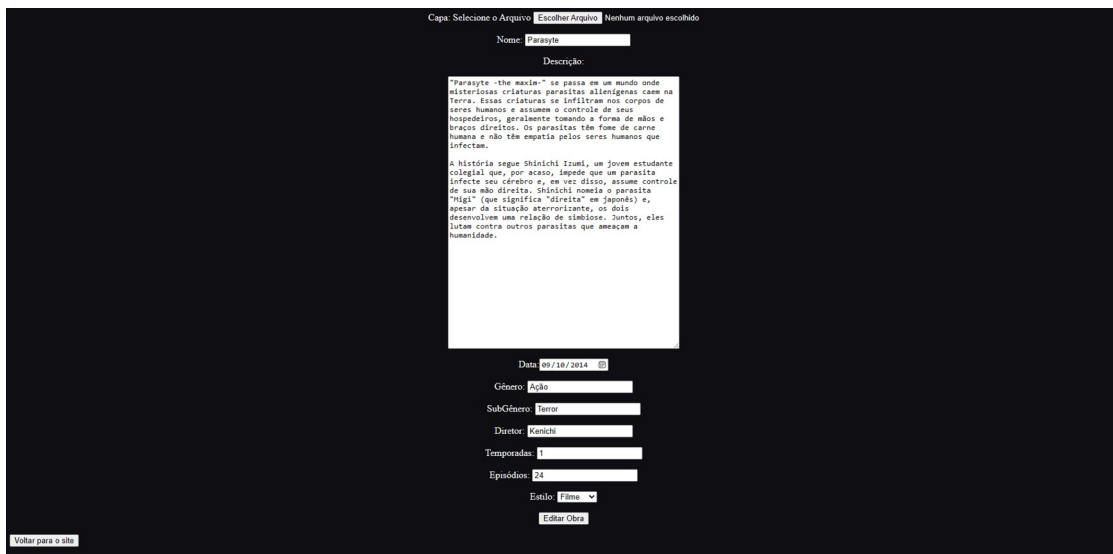 Capa: Selecione o Arquivo Escolher Arquivo Nenhum arquivo escolhido
Nome: Parasyte
Descrição:
"Parasyte -the maxim-" se passa em um mundo onde
misteriosas criaturas parasitas alienígenas caem na
Terra. Essas criaturas se infiltram nos corpos de
seres humanos e assumem o controle de seus
hospedeiros, geralmente tomando a forma de mãos e
braços direitos. Os parasitas têm fome de carne
humana e não têm empatia pelos seres humanos que
infectam.
A história segue Shinichi Izumi, um jovem estudante
colegial que, por acaso, impede que um parasita
infecte seu cérebro e, em vez disso, assume controle
de sua mão direita. Shinichi nomeia o parasita
"Migi" (que significa "direita" em japonês) e,
apesar da situação aterrorizante, os dois
desenvolvem uma relação de simbiose. Juntos, eles
lutam contra outros parasitas que ameaçam a
humanidade.
Data: 09/10/2014
Gênero: Ação
SubGênero: Terror
Diretor: Kenichi
Temporadas: 1
Episódios: 24
Estilo: Filme
Editar Obra
Voltar para o site